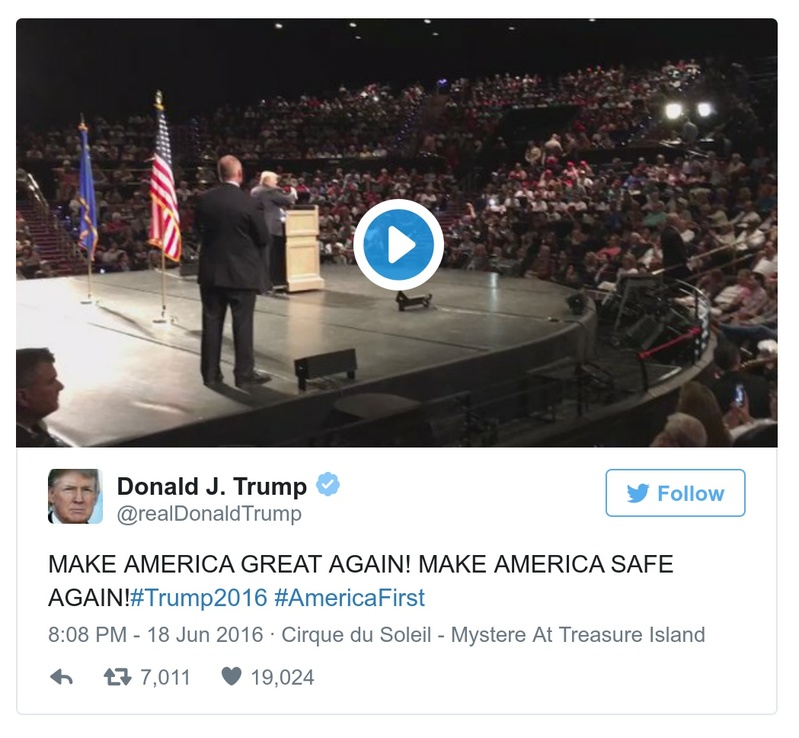 Donald J. Trump
@realDonaldTrump
Follow
MAKE AMERICA GREAT AGAIN! MAKE AMERICA SAFE
AGAIN!#Trump2016 #AmericaFirst
8:08 PM - 18 Jun 2016 · Cirque du Soleil - Mystere At Treasure Island
7,011 19,024